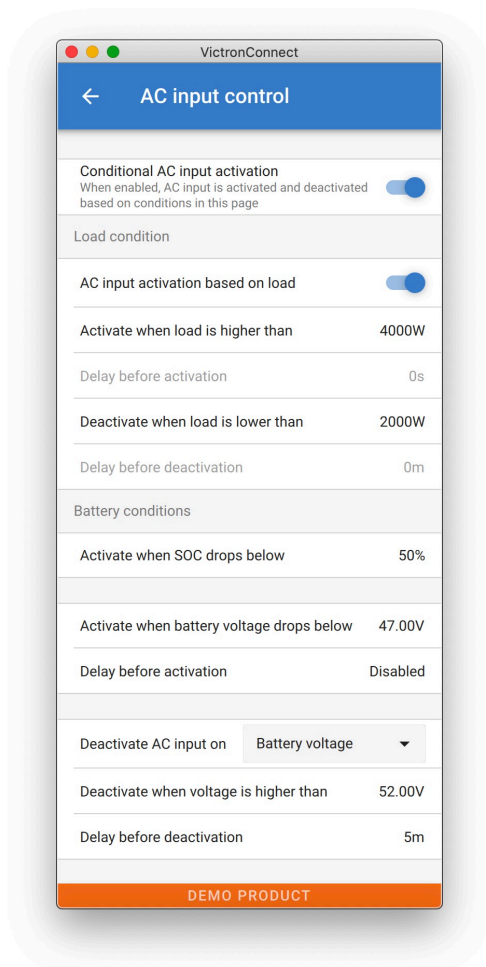 VictronConnect
AC input control
Conditional AC input activation
When enabled, AC input is activated and deactivated
based on conditions in this page
Load condition
AC input activation based on load
Activate when load is higher than 4000W
Delay before activation 0s
Deactivate when load is lower than 2000W
Delay before deactivation 0m
Battery conditions
Activate when SOC drops below 50%
Activate when battery voltage drops below 47.00V
Delay before activation Disabled
Deactivate AC input on Battery voltage
Deactivate when voltage is higher than 52.00V
Delay before deactivation 5m
DEMO PRODUCT